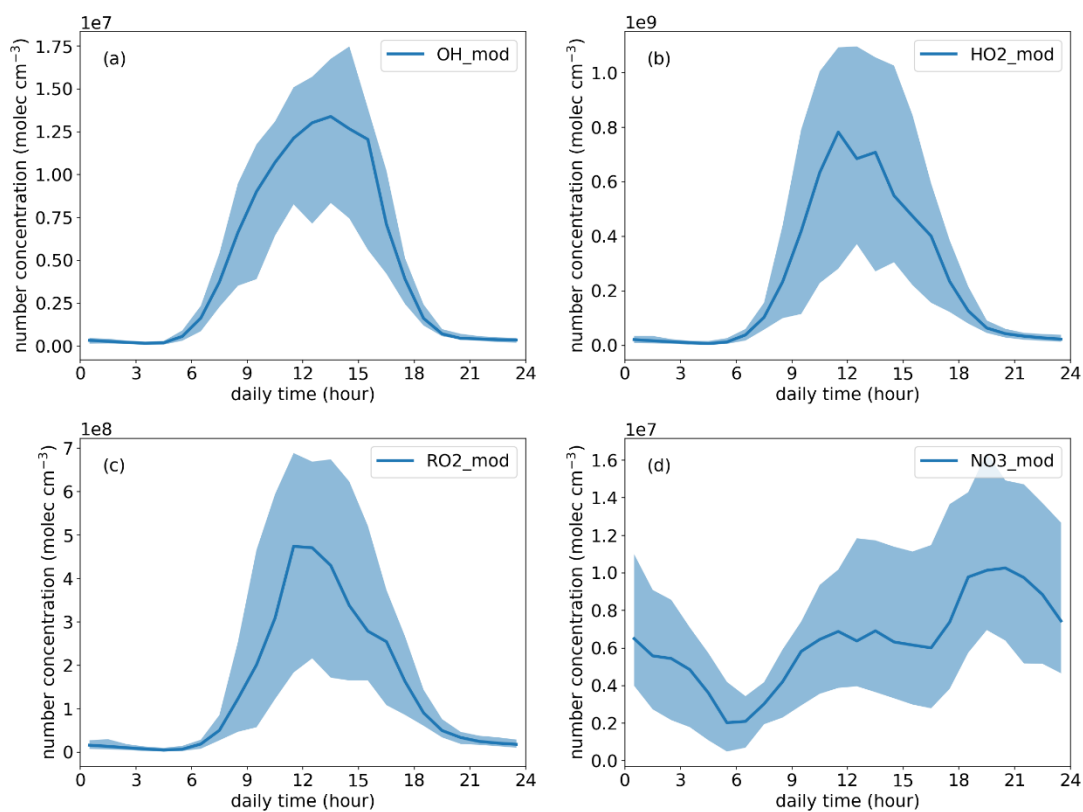 1e7
(a)
OH_mod
number concentration (molec cm⁻³)
1.75
1.50
1.25
1.00
0.75
0.50
0.25
0.00
0 3 6 9 12 15 18 21 24
daily time (hour)
1e9
(b)
HO2_mod
number concentration (molec cm⁻³)
1.0
0.8
0.6
0.4
0.2
0.0
0 3 6 9 12 15 18 21 24
daily time (hour)
1e8
(c)
RO2_mod
number concentration (molec cm⁻³)
7
6
5
4
3
2
1
0
0 3 6 9 12 15 18 21 24
daily time (hour)
1e7
(d)
NO3_mod
number concentration (molec cm⁻³)
1.6
1.4
1.2
1.0
0.8
0.6
0.4
0.2
0.0
0 3 6 9 12 15 18 21 24
daily time (hour)